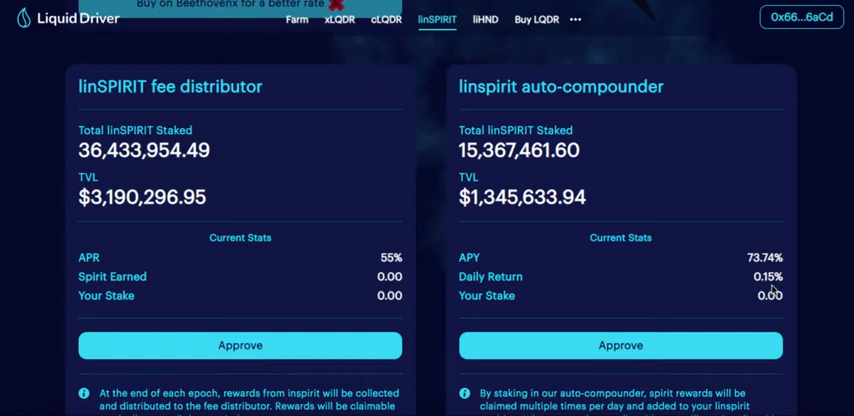 Buy on Beethovenx for a better rate
Liquid Driver
Farm xLQDR cLQDR linSPIRIT liHND Buy LQDR •••
0x66...6aCd
linSPIRIT fee distributor
Total linSPIRIT Staked
36,433,954.49
TVL
$3,190,296.95
Current Stats
APR 55%
Spirit Earned 0.00
Your Stake 0.00
Approve
At the end of each epoch, rewards from inspirit will be collected
and distributed to the fee distributor. Rewards will be claimable
linspirit auto-compounder
Total linSPIRIT Staked
15,367,461.60
TVL
$1,345,633.94
Current Stats
APY 73.74%
Daily Return 0.15%
Your Stake 0.00
Approve
By staking in our auto-compounder, spirit rewards will be
claimed multiple times per day and added to your linspirit